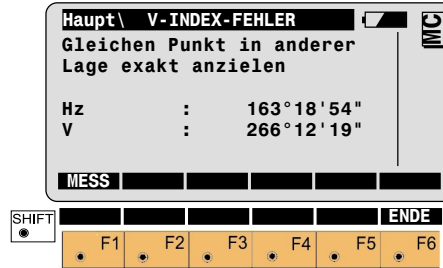 Haupt\ V-INDEX-FEHLER
MC
Gleichen Punkt in anderer
Lage exakt anzielen
Hz : 163°18'54"
V : 266°12'19"
MESS
SHIFT ENDE
F1 F2 F3 F4 F5 F6